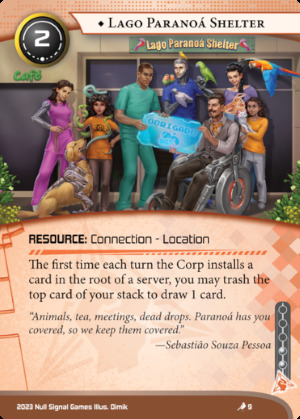 2
♦ Lago Paranoá Shelter
Lago Paranoá Shelter
Café
OBRIGADO
RESOURCE: Connection - Location
The first time each turn the Corp installs a
card in the root of a server, you may trash the
top card of your stack to draw 1 card.
"Animals, tea, meetings, dead drops. Paranoá has you
covered, so we keep them covered."
—Sebastião Souza Pessoa
2023 Null Signal Games Illus. Dimik
9